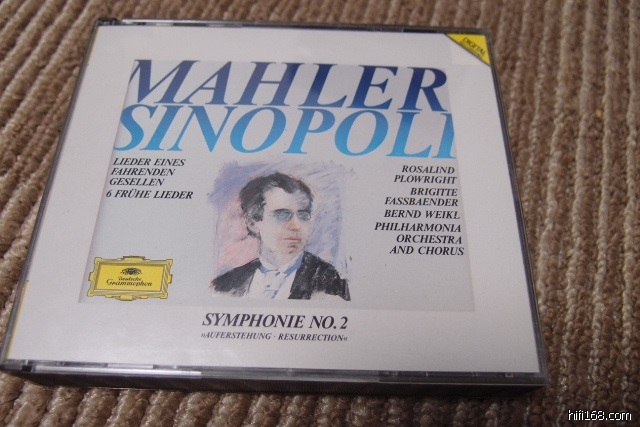 DIGITAL
MAHLER
SINOPOLI
LIEDER EINES
FAHRENDEN
GESELLEN
6 FRÜHE LIEDER
ROSALIND
PLOWRIGHT
BRIGITTE
FASSBAENDER
BERND WEIKL
PHILHARMONIA
ORCHESTRA
AND CHORUS
Deutsche
Grammophon
SYMPHONIE NO. 2
»AUFERSTEHUNG · RESURRECTION«
hifi168.com